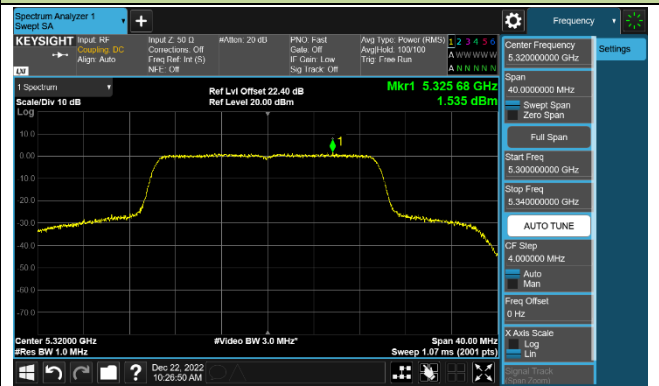 Spectrum Analyzer 1
Swept SA
Frequency
KEYSIGHT
Input: RF
Coupling: DC
Align: Auto
Input Z: 50 Ω
Corrections: Off
Freq Ref: Int (S)
NFE: Off
#Atten: 20 dB
PNO: Fast
Gate: Off
IF Gain: Low
Sig Track: Off
Avg Type: Power (RMS)
Avg|Hold: 100/100
Trig: Free Run
1 2 3 4 5 6
A W W W W W
A N N N N N
LXI
1 Spectrum
Scale/Div 10 dB
Log
Ref Lvl Offset 22.40 dB
Ref Level 20.00 dBm
Mkr1 5.325 68 GHz
1.535 dBm
1
10.0
0.00
-10.0
-20.0
-30.0
-40.0
-50.0
-60.0
-70.0
Center 5.32000 GHz
#Res BW 1.0 MHz
#Video BW 3.0 MHz*
Span 40.00 MHz
Sweep 1.07 ms (2001 pts)
Dec 22, 2022
10:26:50 AM
Center Frequency
5.320000000 GHz
Settings
Span
40.0000000 MHz
Swept Span
Zero Span
Full Span
Start Freq
5.300000000 GHz
Stop Freq
5.340000000 GHz
AUTO TUNE
CF Step
4.000000 MHz
Auto
Man
Freq Offset
0 Hz
X Axis Scale
Log
Lin
Signal Track
(Span Zoom)